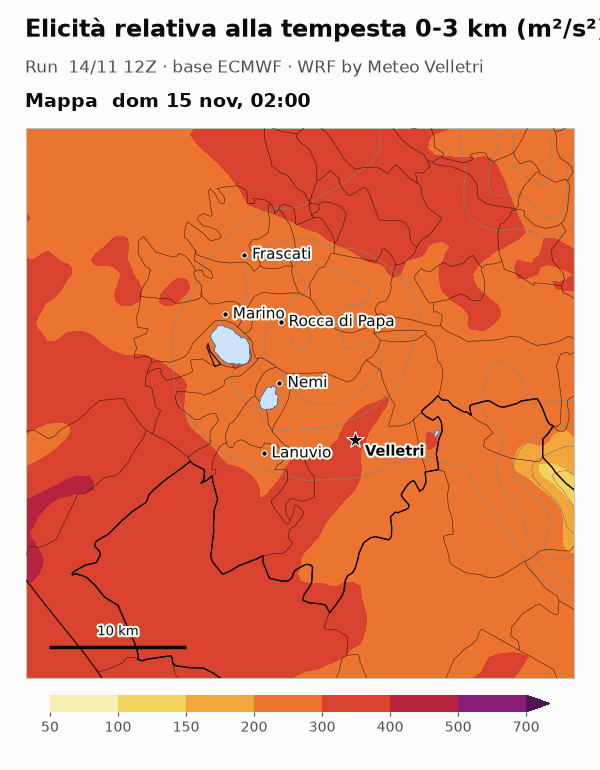 Elicità relativa alla tempesta 0-3 km (m²/s²)
Run 14/11 12Z · base ECMWF · WRF by Meteo Velletri
Mappa dom 15 nov, 02:00
Frascati
Marino
Rocca di Papa
Nemi
Velletri
Lanuvio
10 km
50 100 150 200 300 400 500 700